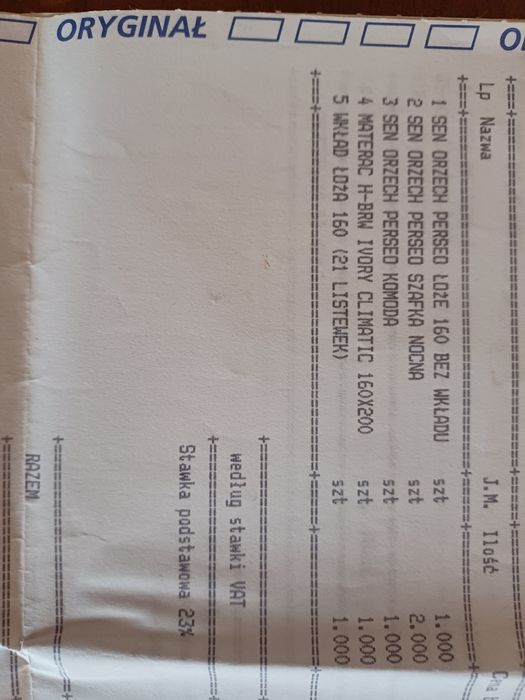 ORYGINAŁ
Lp Nazwa J.M. Ilość Cena
1 SEN ORZECH PERSEO ŁOŻE 160 BEZ WKŁADU szt 1.000
2 SEN ORZECH PERSEO SZAFKA NOCNA szt 2.000
3 SEN ORZECH PERSEO KOMODA szt 1.000
4 MATERAC H-BRW IVORY CLIMATIC 160X200 szt 1.000
5 WKŁAD ŁOŻA 160 (21 LISTEWEK) szt 1.000
według stawki VAT
Stawka podstawowa 23%
RAZEM